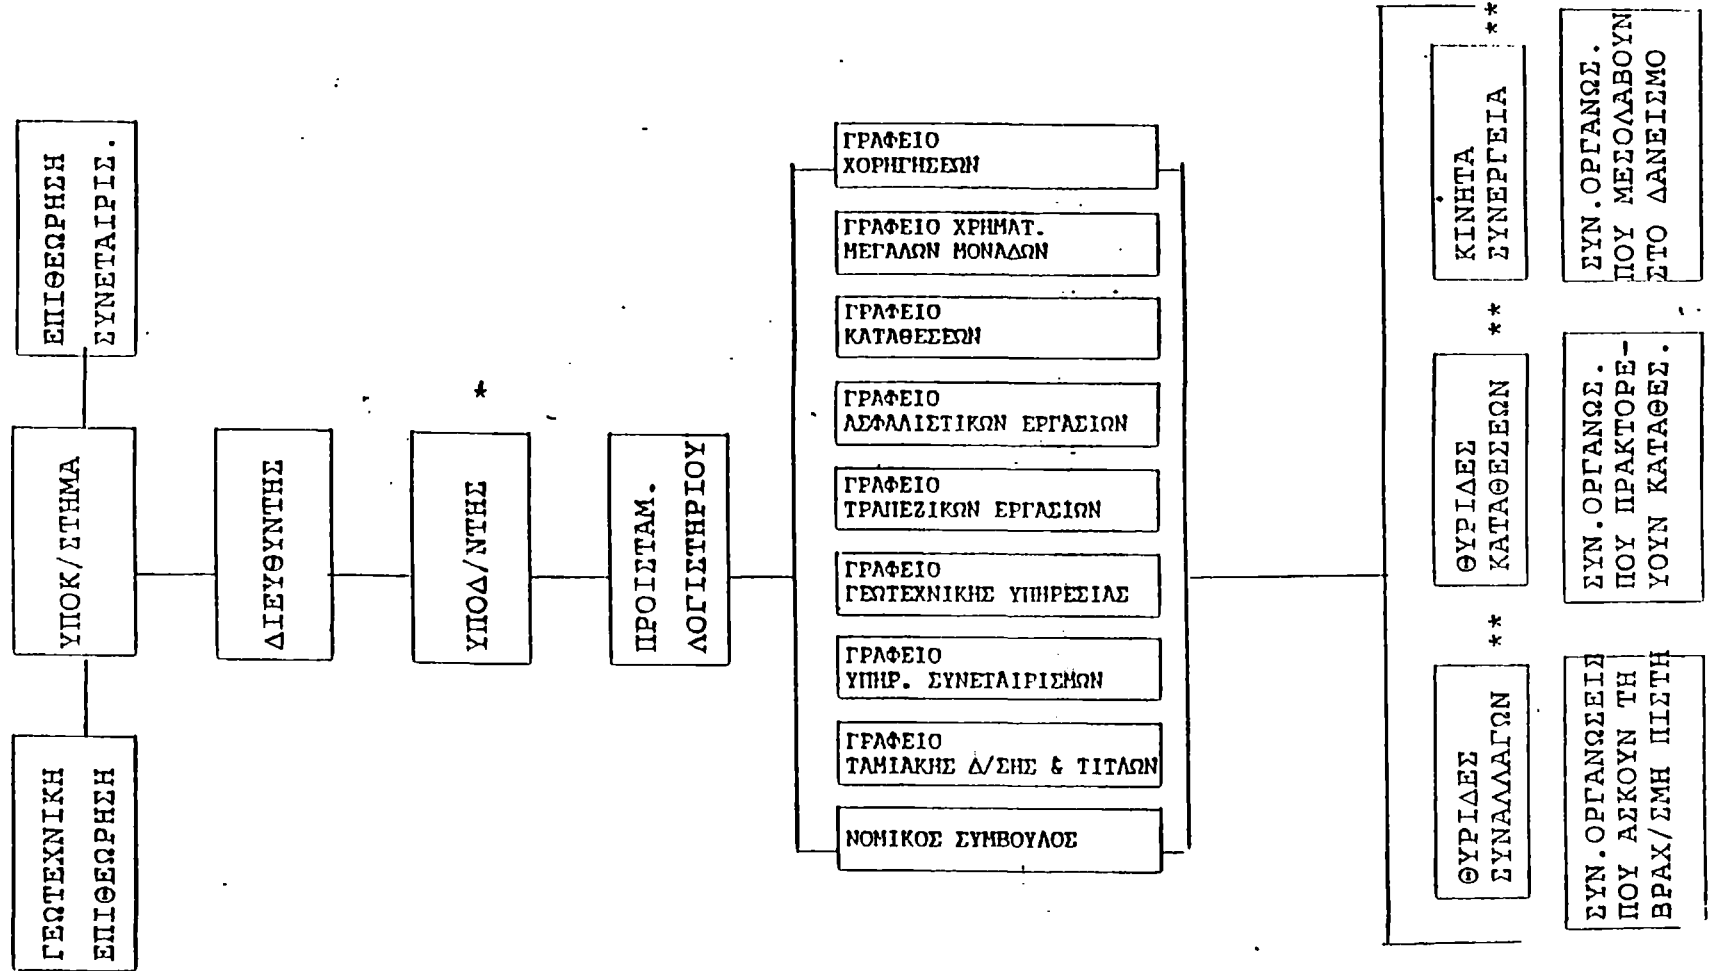 ΓΕΩΤΕΧΝΙΚΗ
ΕΠΙΘΕΩΡΗΣΗ
ΥΠΟΚ/ΣΤΗΜΑ
ΕΠΙΘΕΩΡΗΣΗ
ΣΥΝΕΤΑΙΡΙΣ.
ΔΙΕΥΘΥΝΤΗΣ
ΥΠΟΔ/ΝΤΗΣ *
ΠΡΟΙΣΤΑΜ.
ΛΟΓΙΣΤΗΡΙΟΥ
ΓΡΑΦΕΙΟ
ΧΟΡΗΓΗΣΕΩΝ
ΓΡΑΦΕΙΟ ΧΡΗΜΑΤ.
ΜΕΓΑΛΩΝ ΜΟΝΑΔΩΝ
ΓΡΑΦΕΙΟ
ΚΑΤΑΘΕΣΕΩΝ
ΓΡΑΦΕΙΟ
ΑΣΦΑΛΙΣΤΙΚΩΝ ΕΡΓΑΣΙΩΝ
ΓΡΑΦΕΙΟ
ΤΡΑΠΕΖΙΚΩΝ ΕΡΓΑΣΙΩΝ
ΓΡΑΦΕΙΟ
ΓΕΩΤΕΧΝΙΚΗΣ ΥΠΗΡΕΣΙΑΣ
ΓΡΑΦΕΙΟ
ΥΠΗΡ. ΣΥΝΕΤΑΙΡΙΣΜΩΝ
ΓΡΑΦΕΙΟ
ΤΑΜΙΑΚΗΣ Δ/ΣΗΣ & ΤΙΤΛΩΝ
ΝΟΜΙΚΟΣ ΣΥΜΒΟΥΛΟΣ
ΘΥΡΙΔΕΣ
ΣΥΝΑΛΛΑΓΩΝ **
ΘΥΡΙΔΕΣ
ΚΑΤΑΘΕΣΕΩΝ **
ΚΙΝΗΤΑ
ΣΥΝΕΡΓΕΙΑ **
ΣΥΝ.ΟΡΓΑΝΩΣΕΙΣ
ΠΟΥ ΑΣΚΟΥΝ ΤΗ
ΒΡΑΧ/ΣΜΗ ΠΙΣΤΗ
ΣΥΝ.ΟΡΓΑΝΩΣ.
ΠΟΥ ΠΡΑΚΤΟΡΕ-
ΥΟΥΝ ΚΑΤΑΘΕΣ.
ΣΥΝ.ΟΡΓΑΝΩΣ.
ΠΟΥ ΜΕΣΟΛΑΒΟΥΝ
ΣΤΟ ΔΑΝΕΙΣΜΟ